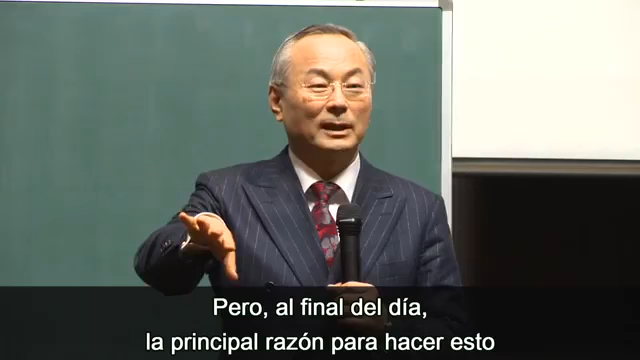 Pero, al final del día,
la principal razón para hacer esto